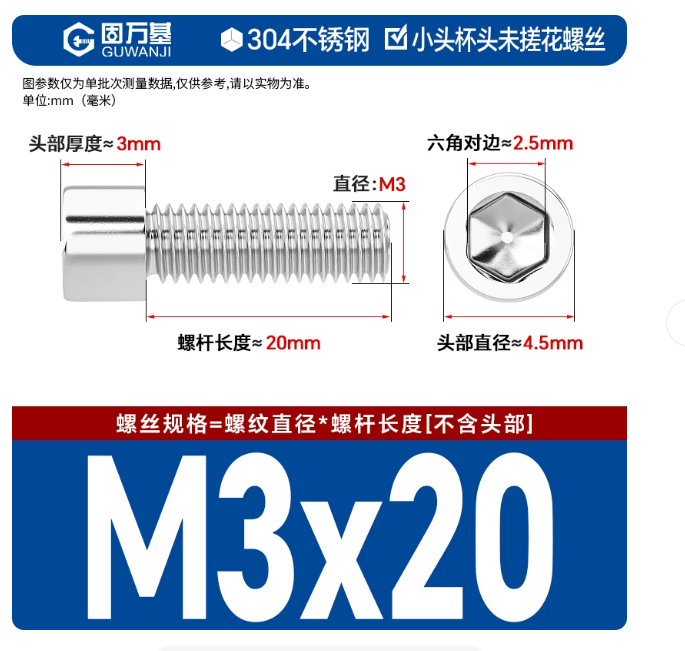 固万基
GUWANJI
304不锈钢
小头杯头未搓花螺丝
图参数仅为单批次测量数据,仅供参考,请以实物为准。
单位:mm（毫米）
头部厚度≈3mm
六角对边≈2.5mm
直径:M3
螺杆长度≈20mm
头部直径≈4.5mm
螺丝规格=螺纹直径*螺杆长度[不含头部]
M3x20